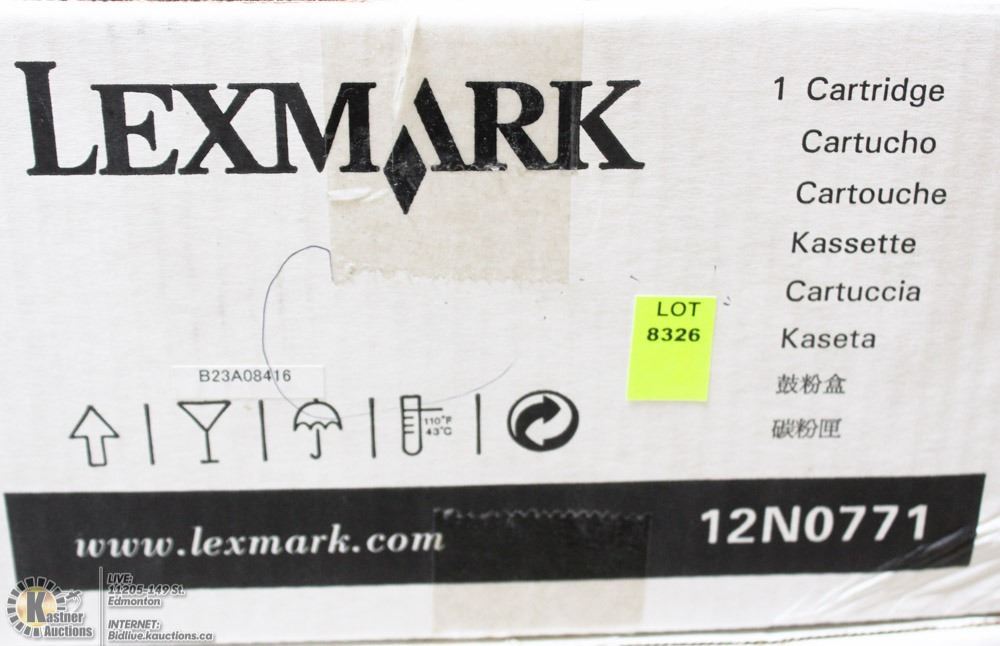 LEXMARK
1 Cartridge
Cartucho
Cartouche
Kassette
Cartuccia
Kaseta
鼓粉盒
碳粉匣
LOT
8326
B23A08416
110°F
43°C
www.lexmark.com
12N0771
Kastner
Auctions
LIVE:
11205-149 St.
Edmonton
INTERNET:
Bidlive.kauctions.ca